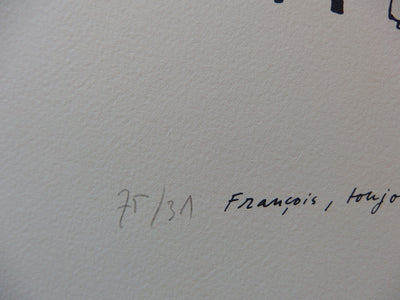 75/31 François, toujo